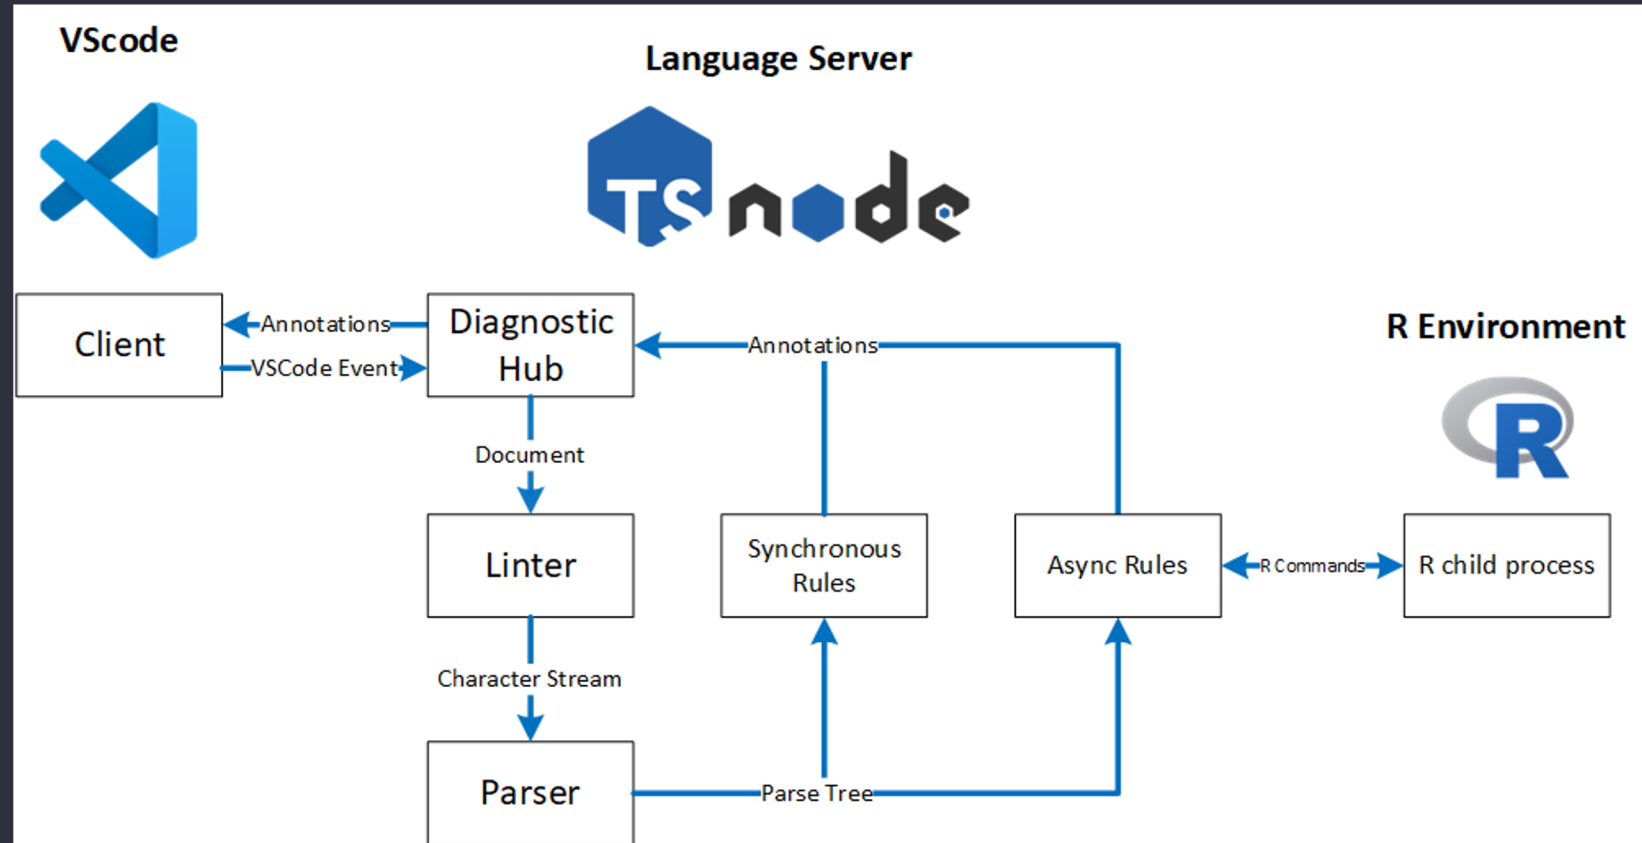 VScode
Language Server
TS
node
Client
Annotations
VSCode Event
Diagnostic
Hub
Annotations
R Environment
R
Document
Linter
Synchronous
Rules
Async Rules
R Commands
R child process
Character Stream
Parser
Parse Tree